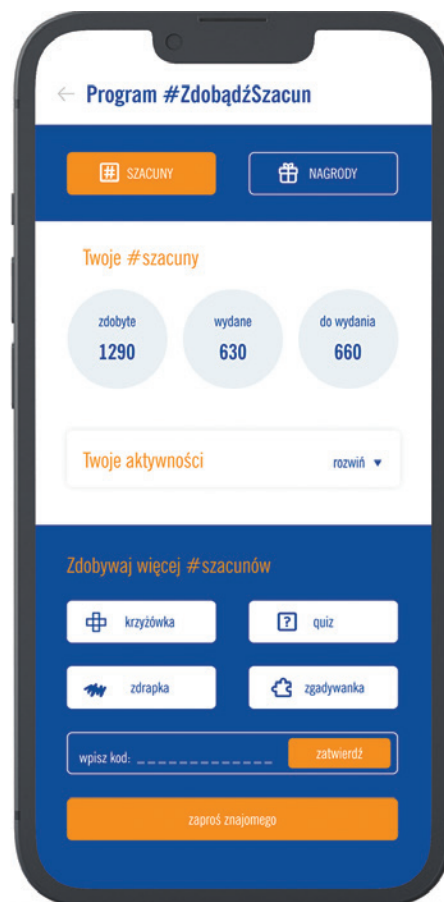 ← Program #ZdobądźSzacun
# SZACUNY
NAGRODY
Twoje #szacuny
zdobyte
1290
wydane
630
do wydania
660
Twoje aktywności
rozwiń ▼
Zdobywaj więcej #szacunów
krzyżówka
? quiz
zdrapka
zgadywanka
wpisz kod: _ _ _ _ _ _ _ _ _ _ _ _ _
zatwierdź
zaproś znajomego